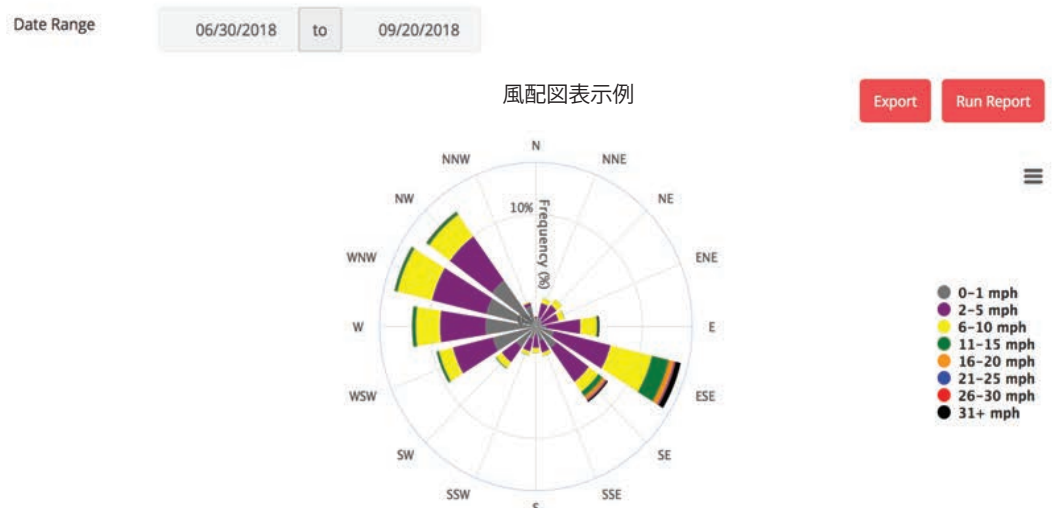 Date Range
06/30/2018 to 09/20/2018
風配図表示例
Export
Run Report
N
NNE
NE
ENE
E
ESE
SE
SSE
S
SSW
SW
WSW
W
WNW
NW
NNW
10%
Frequency (%)
0-1 mph
2-5 mph
6-10 mph
11-15 mph
16-20 mph
21-25 mph
26-30 mph
31+ mph